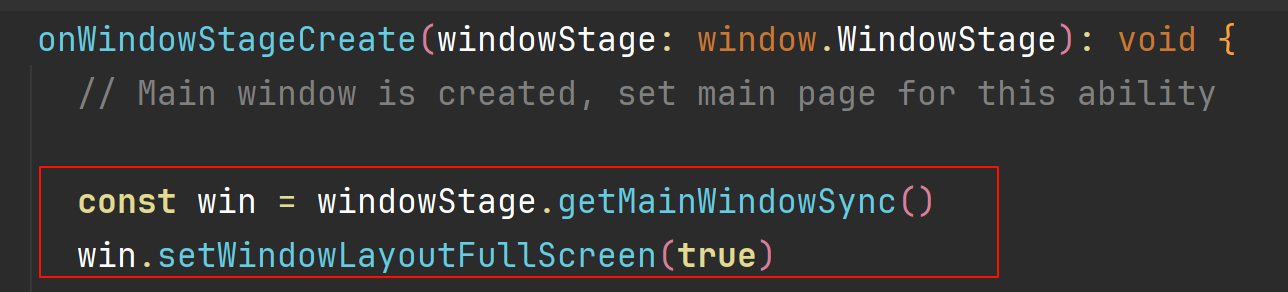 onWindowStageCreate(windowStage: window.WindowStage): void {
// Main window is created, set main page for this ability
const win = windowStage.getMainWindowSync()
win.setWindowLayoutFullScreen(true)